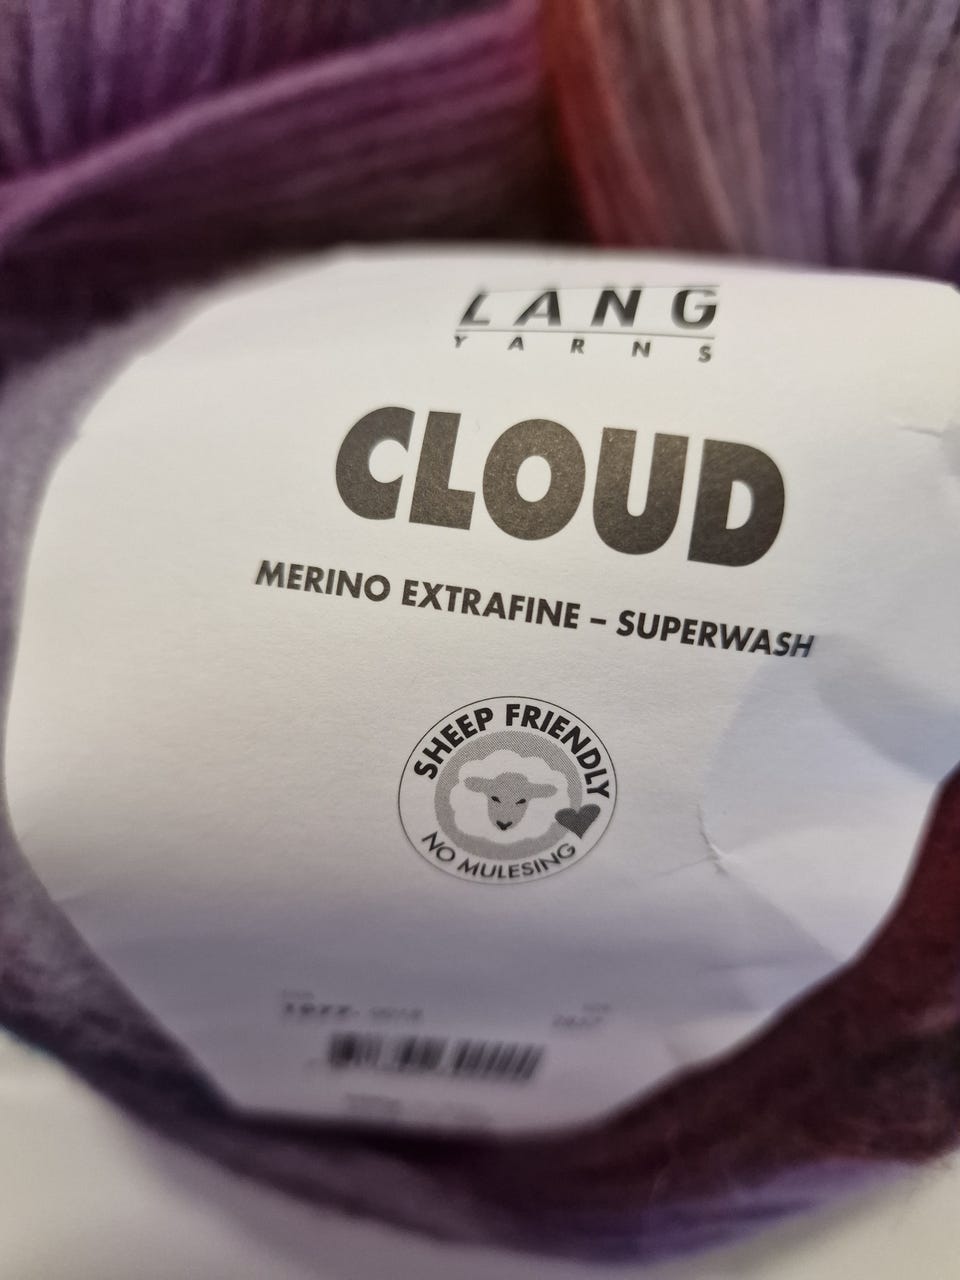 LANG
YARNS
CLOUD
MERINO EXTRAFINE – SUPERWASH
SHEEP FRIENDLY
NO MULESING